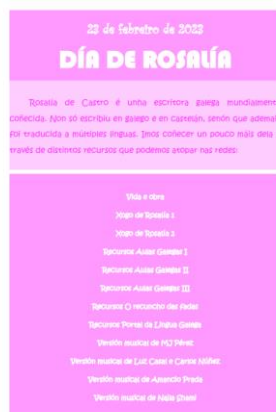 23 de febreiro de 2023
DÍA DE ROSALÍA
Rosalía de Castro é unha escritora galega mundialment
coñecida. Non só escribiu en galego e en castelán, senón que ademai
foi traducida a múltiples linguas. Imos coñecer un pouco máis dela
través de distintos recursos que podemos atopar nas redes:
Vida e obra
Xogo de Rosalía 1
Xogo de Rosalía 2
Recursos Aulas Galegas I
Recursos Aulas Galegas II
Recursos Aulas Galegas III
Recursos O recuncho das fadas
Recursos Portal da Lingua Galega
Versión musical de MJ Pérez
Versión musical de Luz Casal e Carlos Núñez
Versión musical de Amancio Prada
Versión musical de Najla Shami